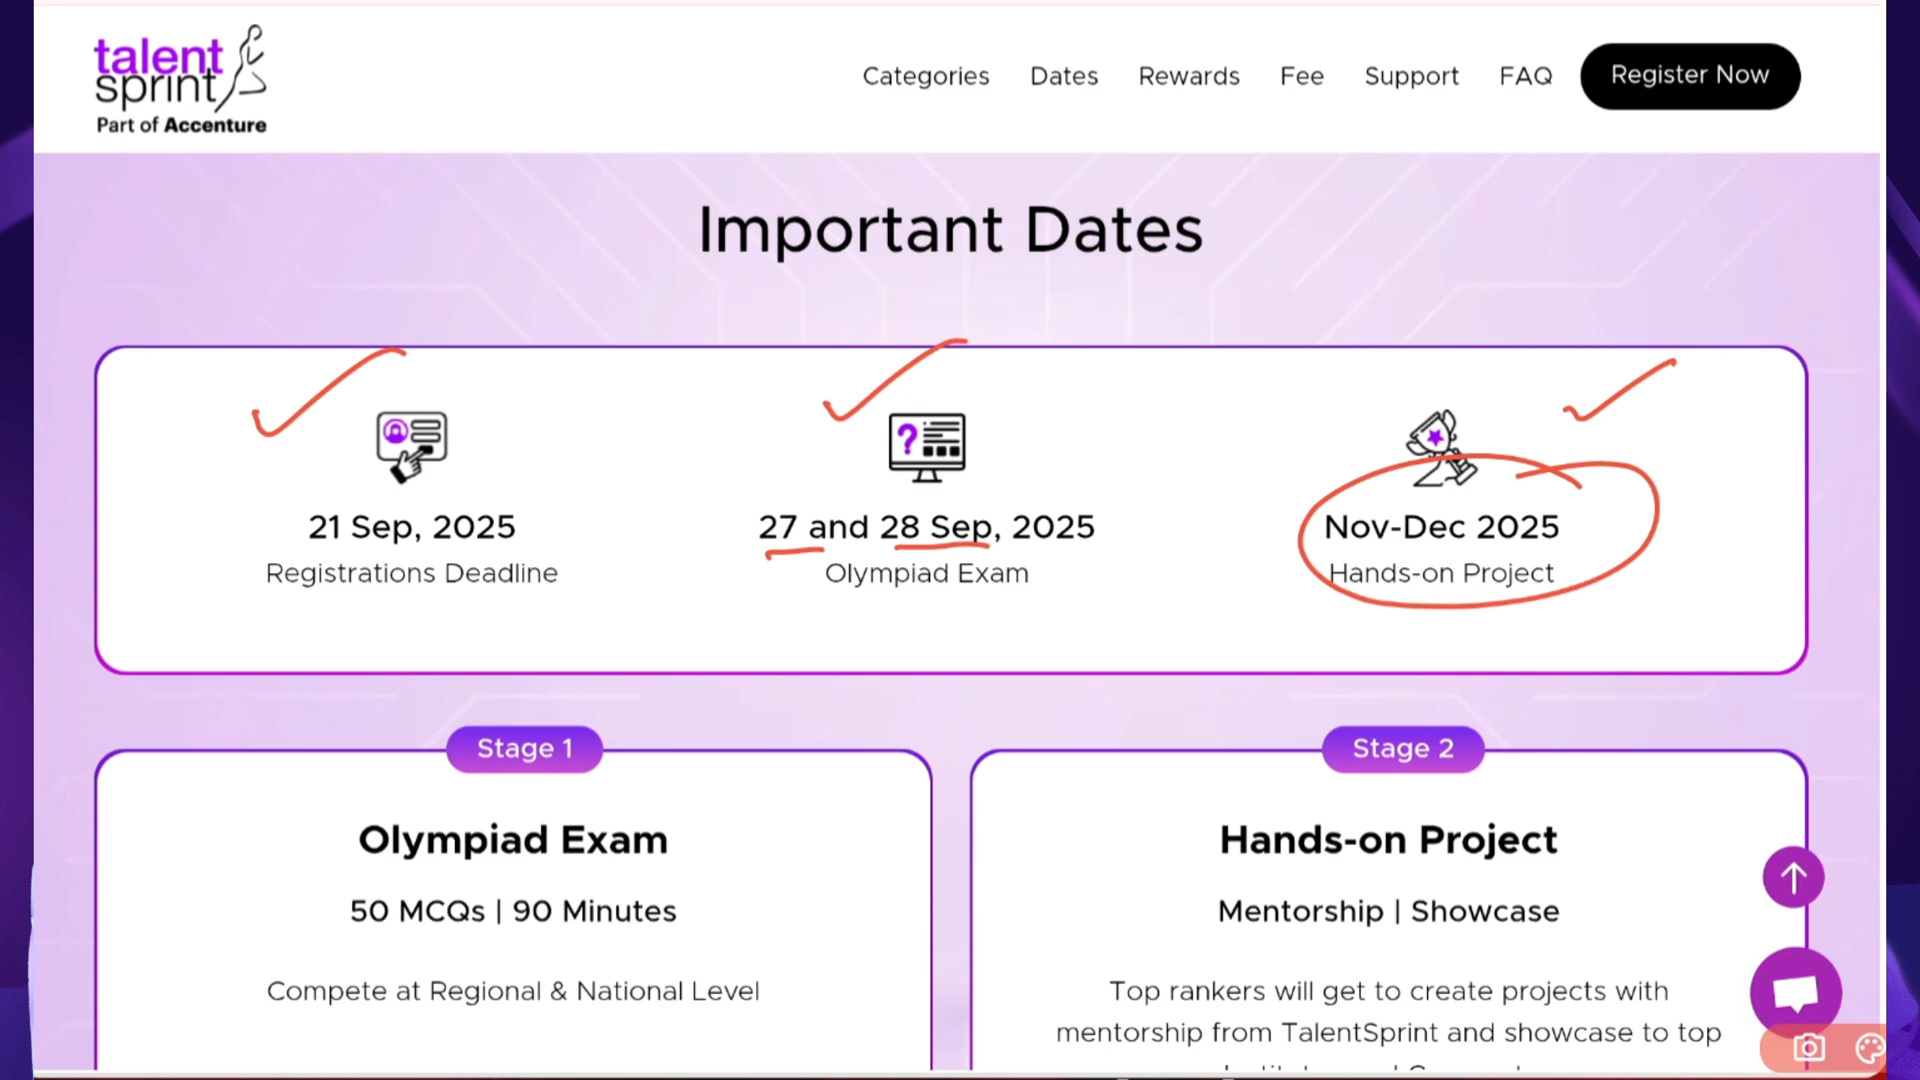 talent
sprint
Part of Accenture
Categories Dates Rewards Fee Support FAQ Register Now
Important Dates
21 Sep, 2025
Registrations Deadline
27 and 28 Sep, 2025
Olympiad Exam
Nov-Dec 2025
Hands-on Project
Stage 1
Olympiad Exam
50 MCQs | 90 Minutes
Compete at Regional & National Level
Stage 2
Hands-on Project
Mentorship | Showcase
Top rankers will get to create projects with
mentorship from TalentSprint and showcase to top